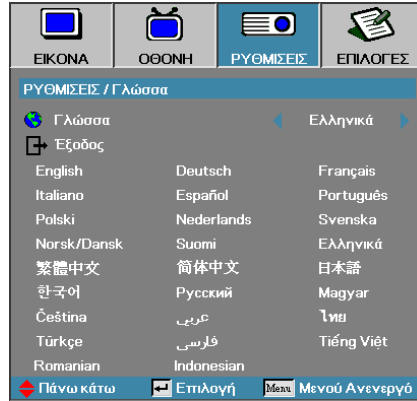 ΕΙΚΟΝΑ ΟΘΟΝΗ ΡΥΘΜΙΣΕΙΣ ΕΠΙΛΟΓΕΣ
ΡΥΘΜΙΣΕΙΣ / Γλώσσα
Γλώσσα Ελληνικά
Έξοδος
English Deutsch Français
Italiano Español Português
Polski Nederlands Svenska
Norsk/Dansk Suomi Ελληνικά
繁體中文 简体中文 日本語
한국어 Русский Magyar
Čeština عربي ไทย
Türkçe فارسی Tiếng Việt
Romanian Indonesian
Πάνω κάτω Επιλογή Menu Μενού Ανενεργό